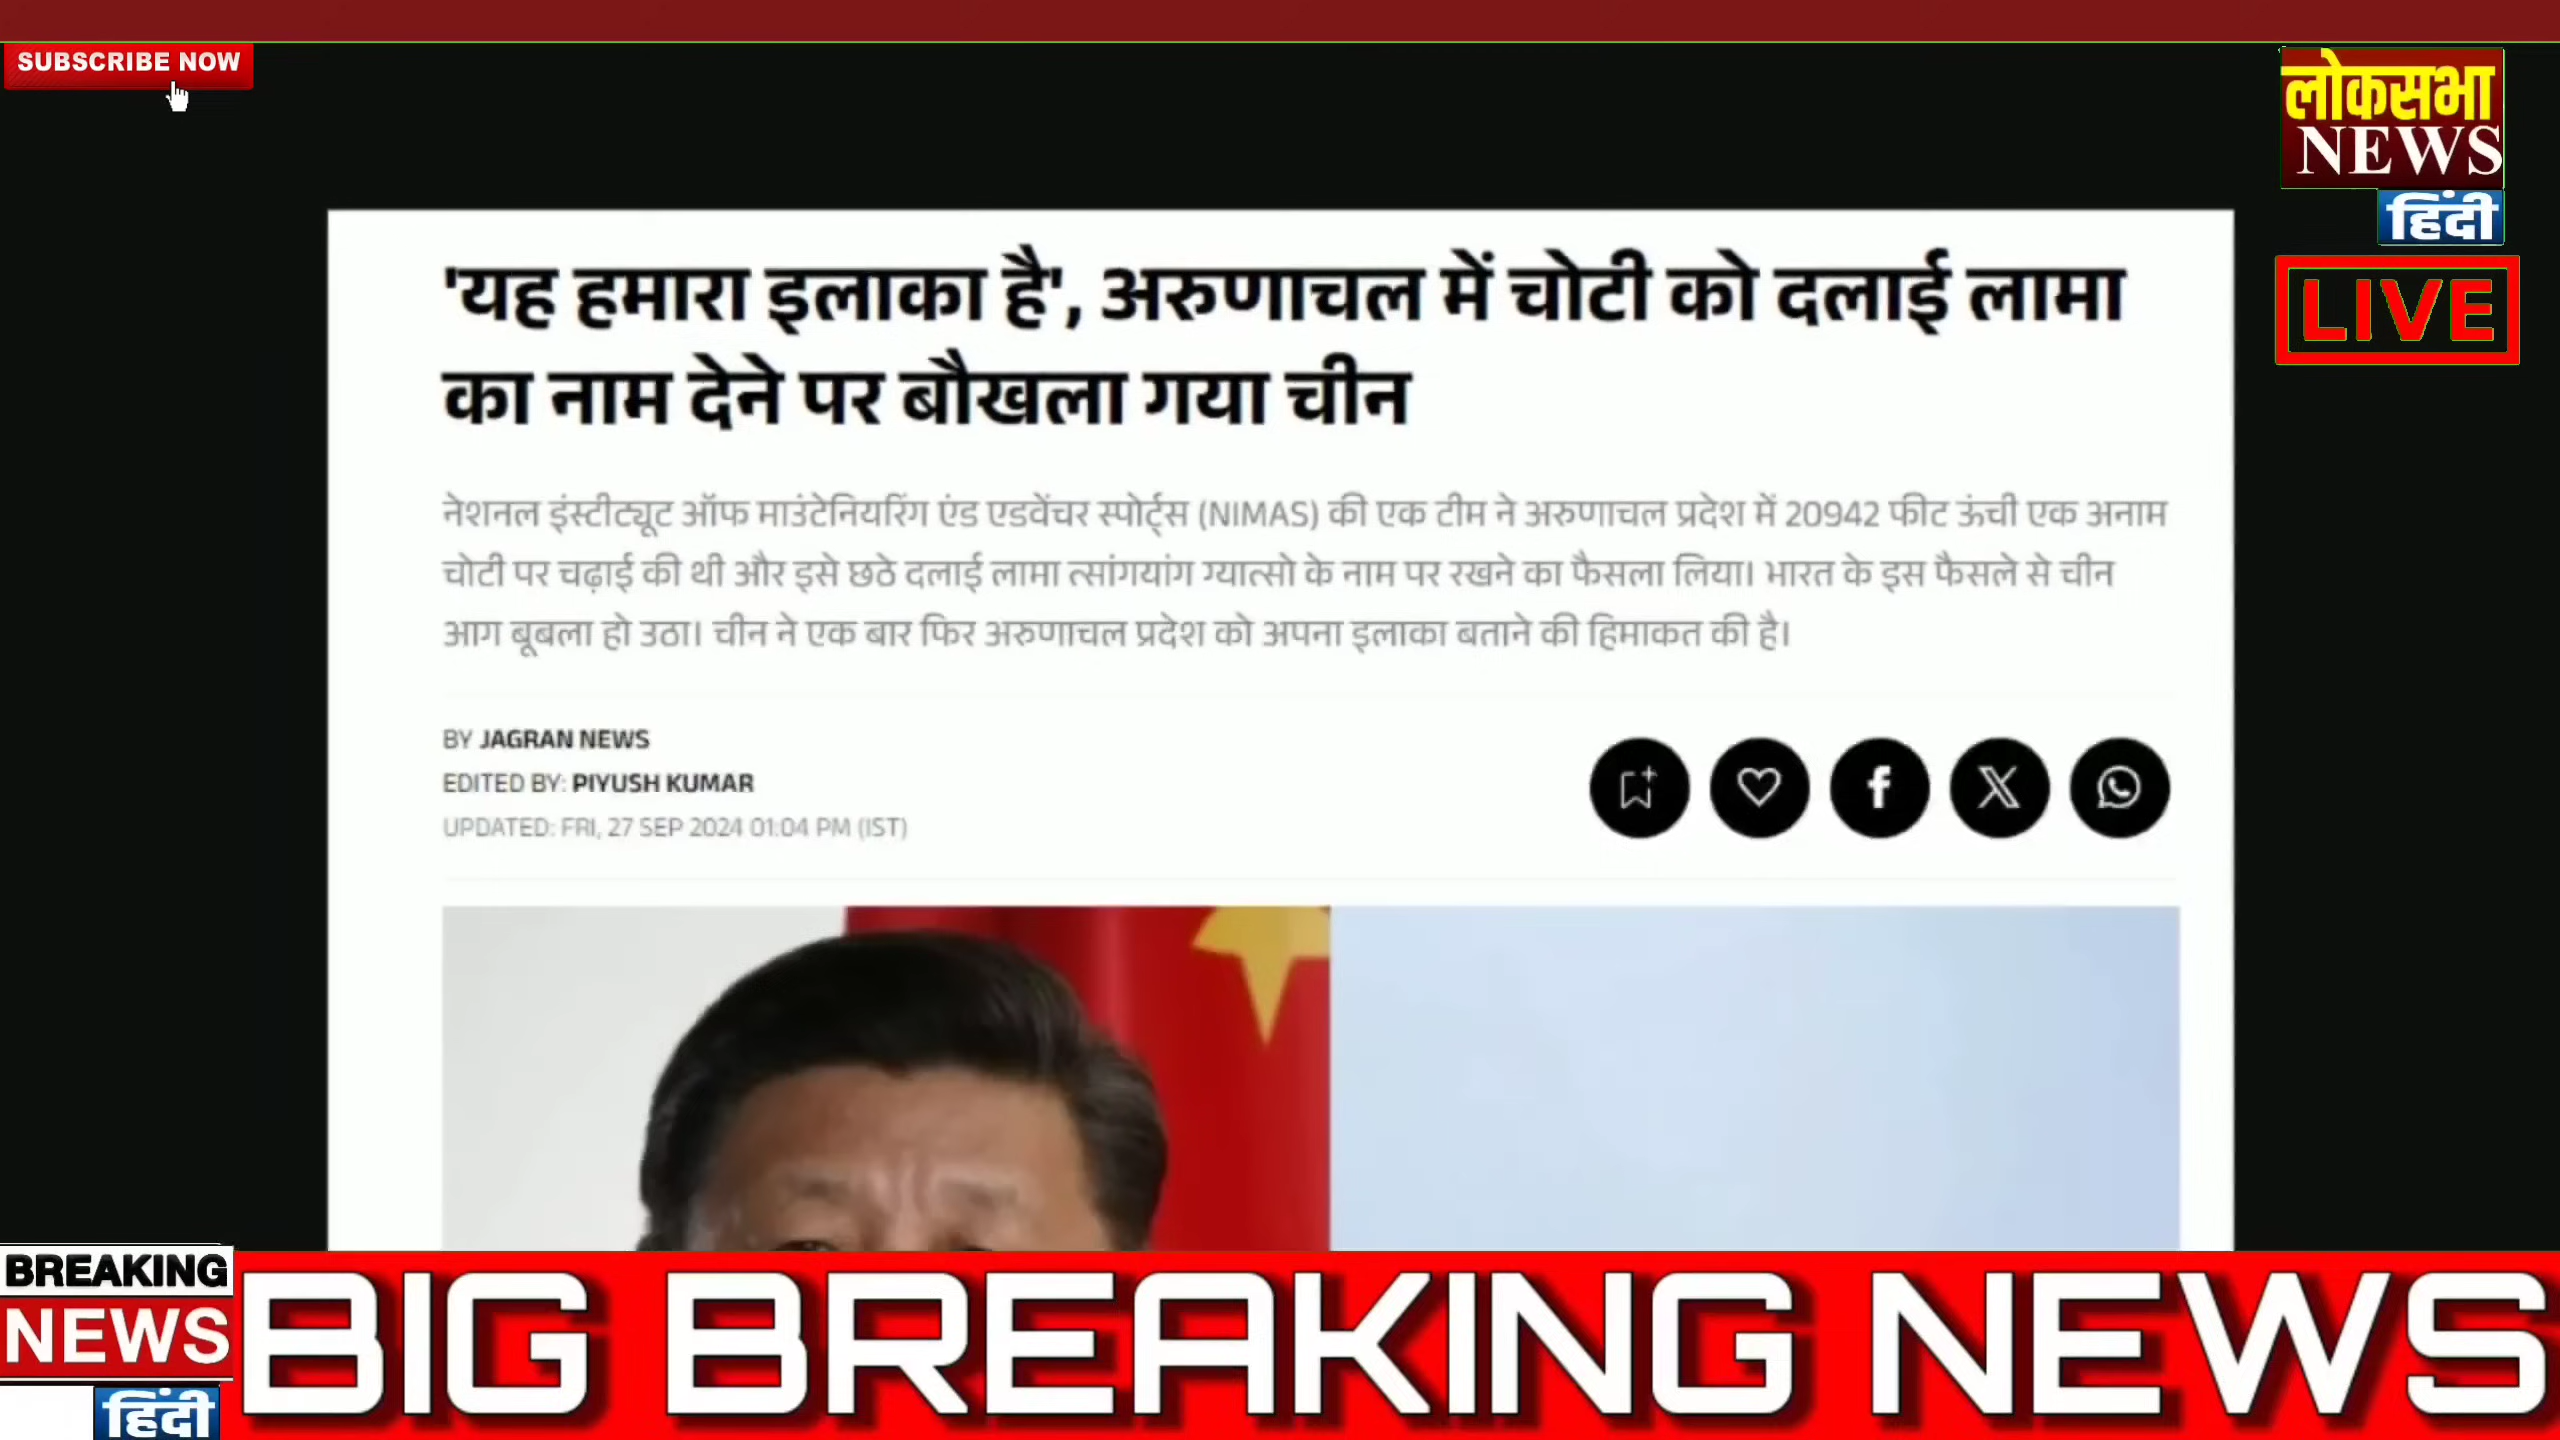 SUBSCRIBE NOW
लोकसभा
NEWS
हिंदी
LIVE
'यह हमारा इलाका है', अरुणाचल में चोटी को दलाई लामा
का नाम देने पर बौखला गया चीन
नेशनल इंस्टीट्यूट ऑफ माउंटेनियरिंग एंड एडवेंचर स्पोर्ट्स (NIMAS) की एक टीम ने अरुणाचल प्रदेश में 20942 फीट ऊंची एक अनाम
चोटी पर चढ़ाई की थी और इसे छठे दलाई लामा त्सांगयांग ग्यात्सो के नाम पर रखने का फैसला लिया। भारत के इस फैसले से चीन
आग बूबला हो उठा। चीन ने एक बार फिर अरुणाचल प्रदेश को अपना इलाका बताने की हिमाकत की है।
BY JAGRAN NEWS
EDITED BY: PIYUSH KUMAR
UPDATED: FRI, 27 SEP 2024 01:04 PM (IST)
BREAKING
NEWS
हिंदी
BIG BREAKING NEWS